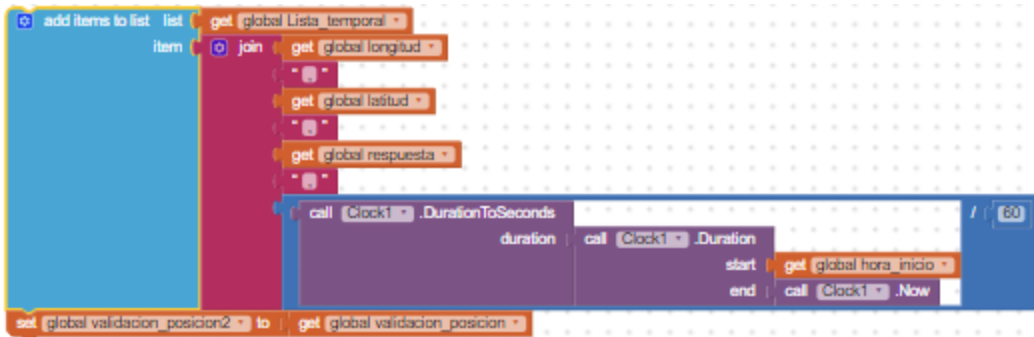 add items to list list get global Lista_temporal
item join get global longitud
" , "
get global latitud
" , "
get global respuesta
" , "
call Clock1 .DurationToSeconds / 60
duration call Clock1 .Duration
start get global hora_inicio
end call Clock1 .Now
set global validacion_posicion2 to get global validacion_posicion